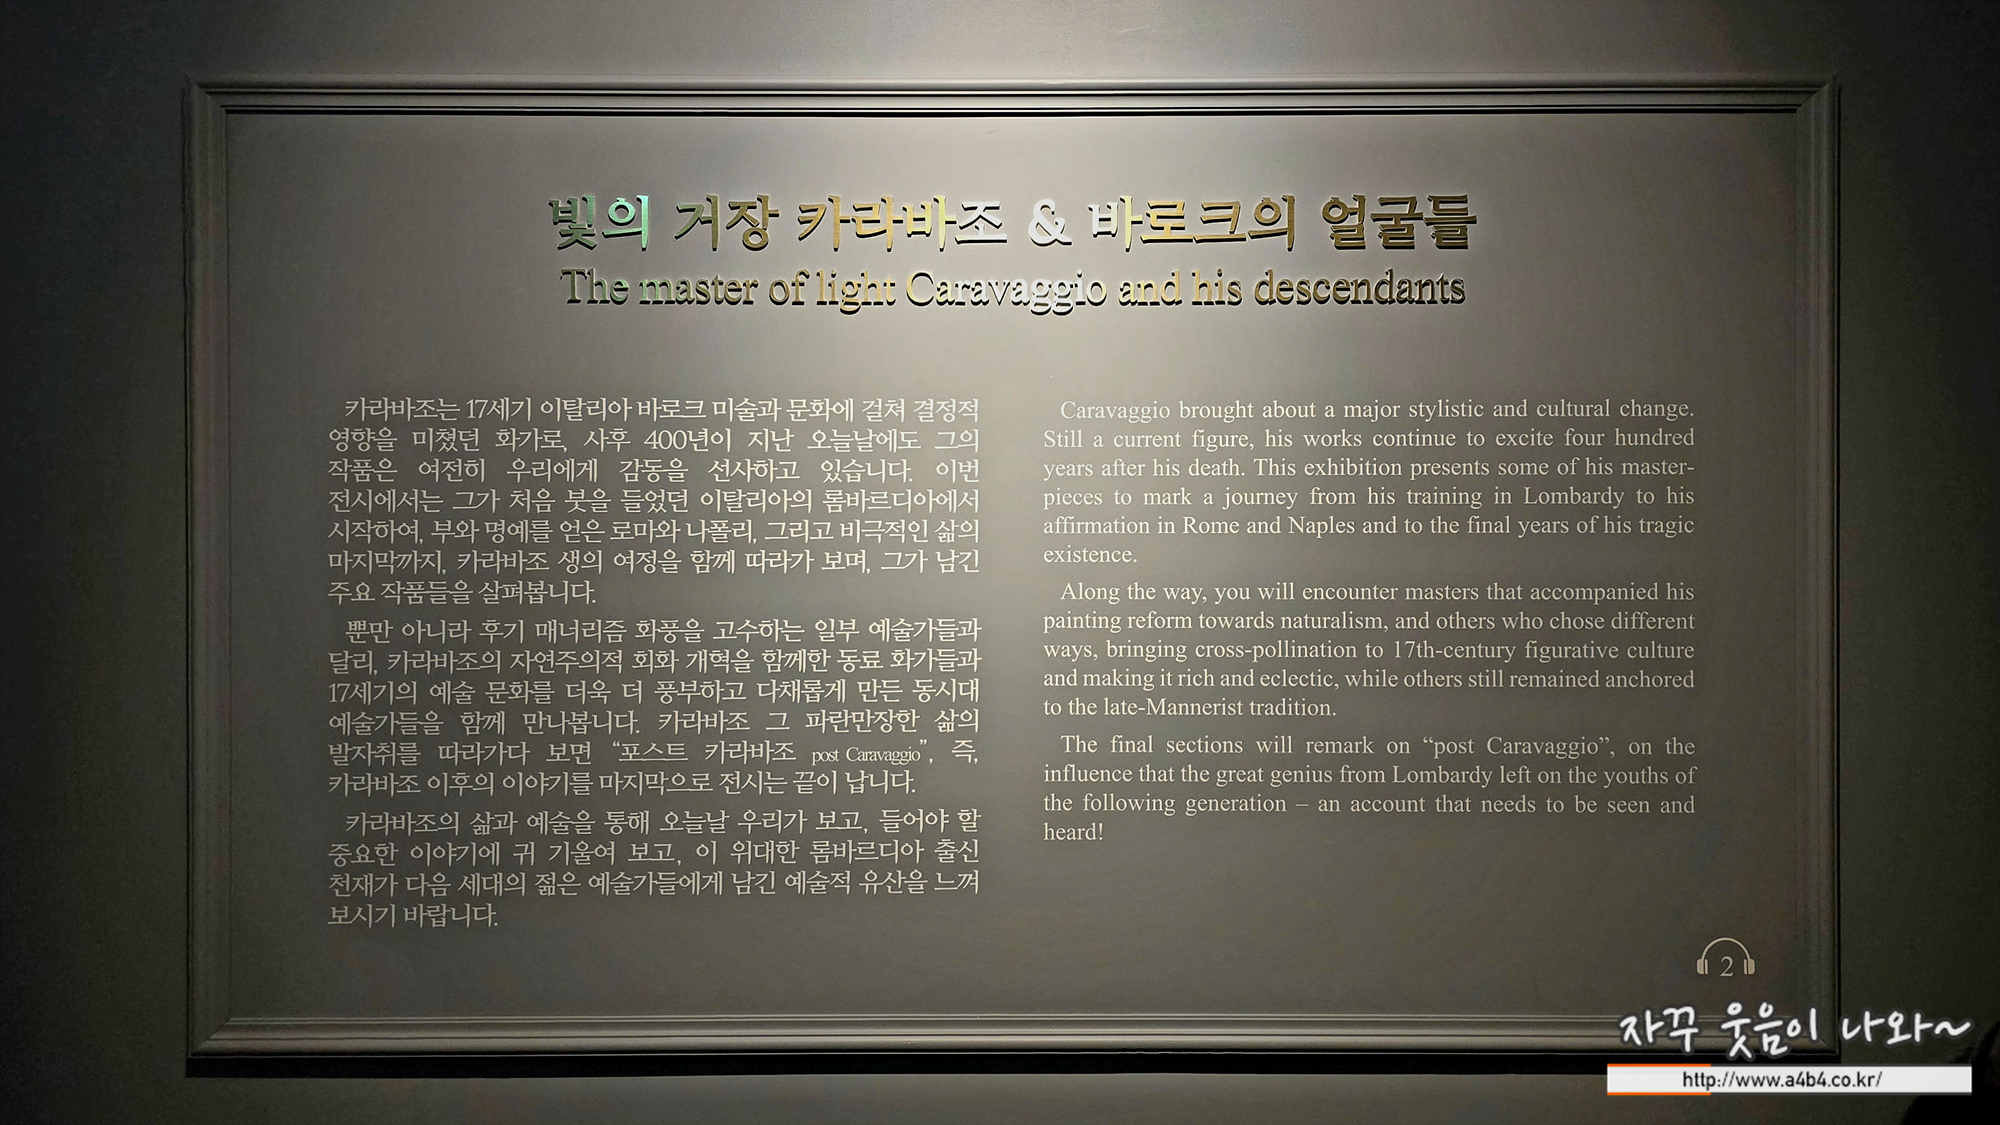 빛의 거장 카라바조 & 바로크의 얼굴들
The master of light Caravaggio and his descendants
카라바조는 17세기 이탈리아 바로크 미술과 문화에 걸쳐 결정적
영향을 미쳤던 화가로, 사후 400년이 지난 오늘날에도 그의
작품은 여전히 우리에게 감동을 선사하고 있습니다. 이번
전시에서는 그가 처음 붓을 들었던 이탈리아의 롬바르디아에서
시작하여, 부와 명예를 얻은 로마와 나폴리, 그리고 비극적인 삶의
마지막까지, 카라바조 생의 여정을 함께 따라가 보며, 그가 남긴
주요 작품들을 살펴봅니다.
뿐만 아니라 후기 매너리즘 화풍을 고수하는 일부 예술가들과
달리, 카라바조의 자연주의적 회화 개혁을 함께한 동료 화가들과
17세기의 예술 문화를 더욱 더 풍부하고 다채롭게 만든 동시대
예술가들을 함께 만나봅니다. 카라바조 그 파란만장한 삶의
발자취를 따라가다 보면 “포스트 카라바조 post Caravaggio”, 즉,
카라바조 이후의 이야기를 마지막으로 전시는 끝이 납니다.
카라바조의 삶과 예술을 통해 오늘날 우리가 보고, 들어야 할
중요한 이야기에 귀 기울여 보고, 이 위대한 롬바르디아 출신
천재가 다음 세대의 젊은 예술가들에게 남긴 예술적 유산을 느껴
보시기 바랍니다.
Caravaggio brought about a major stylistic and cultural change.
Still a current figure, his works continue to excite four hundred
years after his death. This exhibition presents some of his master-
pieces to mark a journey from his training in Lombardy to his
affirmation in Rome and Naples and to the final years of his tragic
existence.
Along the way, you will encounter masters that accompanied his
painting reform towards naturalism, and others who chose different
ways, bringing cross-pollination to 17th-century figurative culture
and making it rich and eclectic, while others still remained anchored
to the late-Mannerist tradition.
The final sections will remark on “post Caravaggio”, on the
influence that the great genius from Lombardy left on the youths of
the following generation – an account that needs to be seen and
heard!
2
자꾸 웃음이 나와~
http://www.a4b4.co.kr/